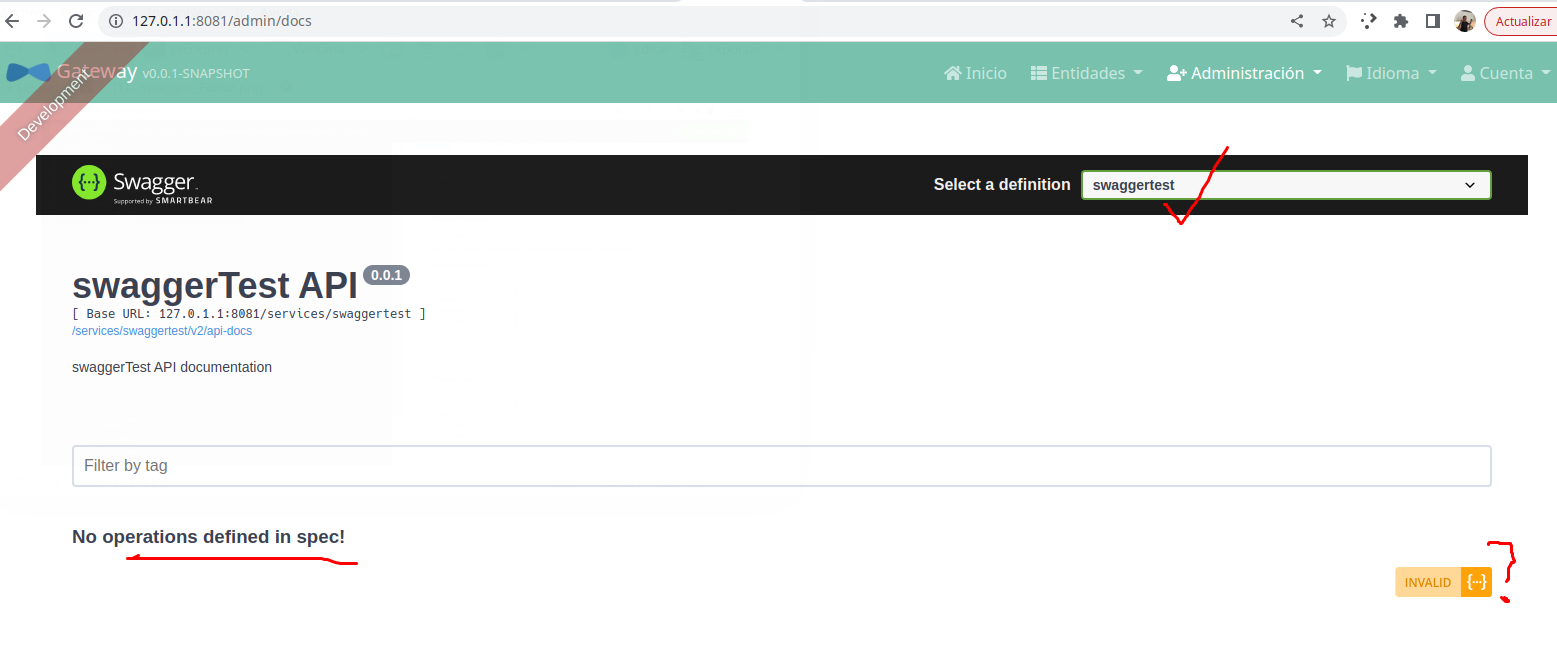 127.0.1.1:8081/admin/docs
Actualizar
Gateway v0.0.1-SNAPSHOT
Inicio
Entidades
Administración
Idioma
Cuenta
Development
Swagger
Supported by SMARTBEAR
Select a definition
swaggertest
swaggerTest API 0.0.1
[ Base URL: 127.0.1.1:8081/services/swaggertest ]
/services/swaggertest/v2/api-docs
swaggerTest API documentation
Filter by tag
No operations defined in spec!
INVALID {···}